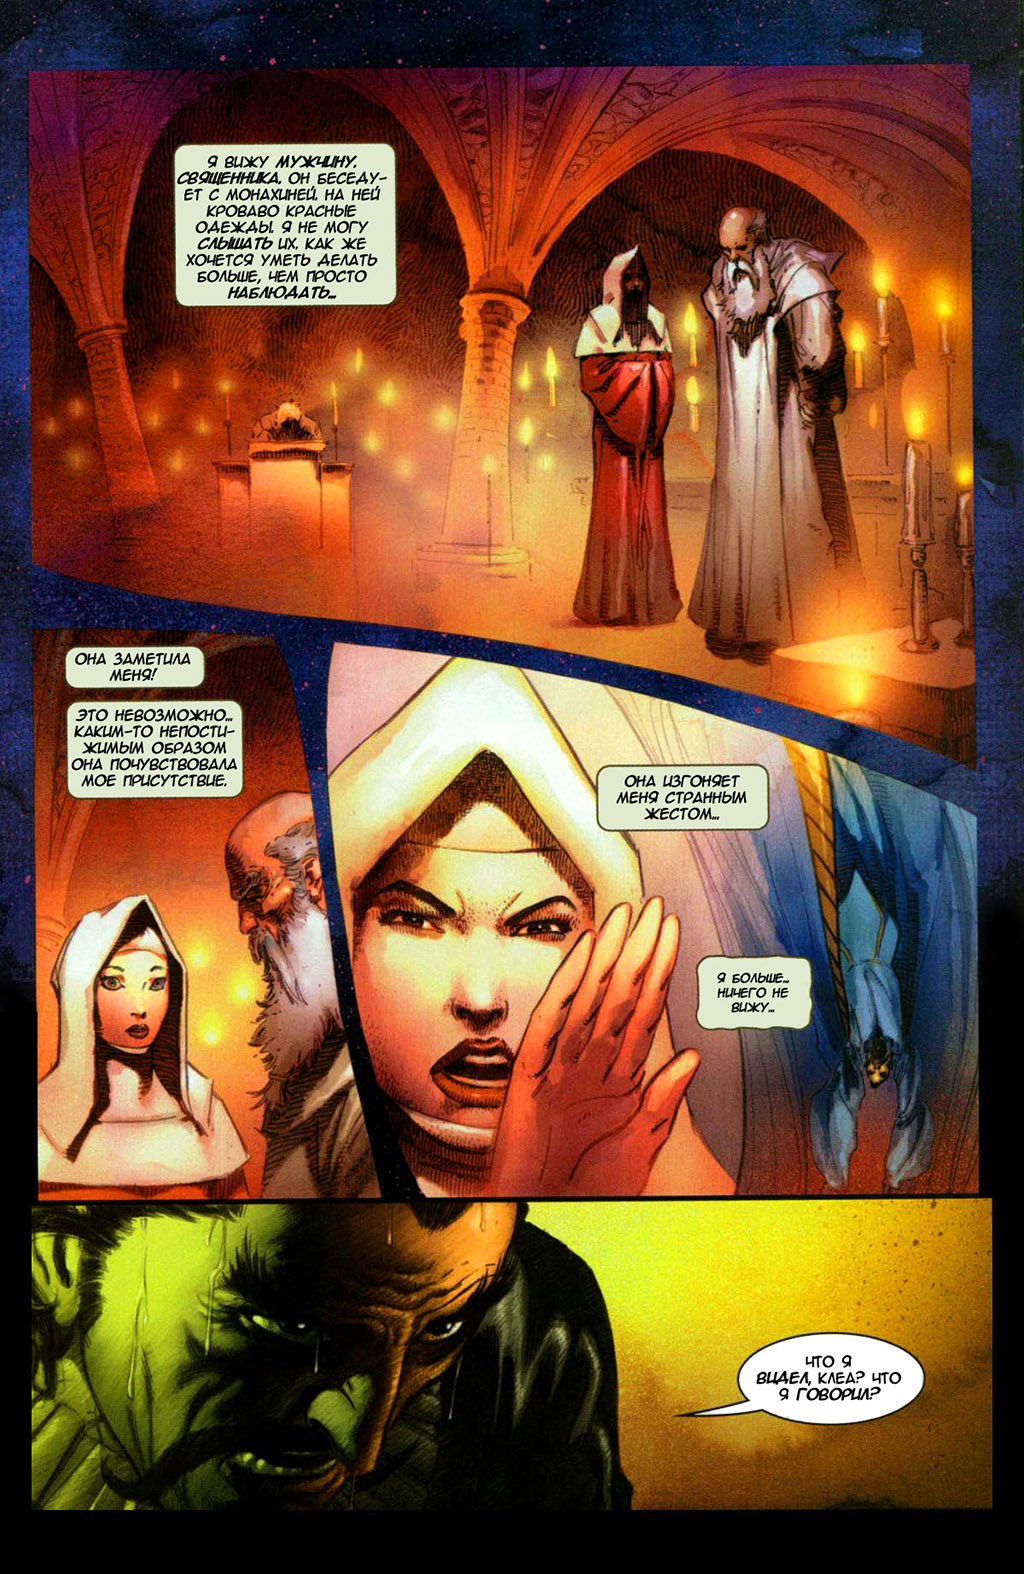 Я ВИЖУ МУЖЧИНУ,
СВЯЩЕННИКА. ОН БЕСЕДУ-
ЕТ С МОНАХИНЕЙ. НА НЕЙ
КРОВАВО КРАСНЫЕ
ОДЕЖДЫ. Я НЕ МОГУ
СЛЫШАТЬ ИХ. КАК ЖЕ
ХОЧЕТСЯ УМЕТЬ ДЕЛАТЬ
БОЛЬШЕ, ЧЕМ ПРОСТО
НАБЛЮДАТЬ...
ОНА ЗАМЕТИЛА
МЕНЯ!
ЭТО НЕВОЗМОЖНО...
КАКИМ-ТО НЕПОСТИ-
ЖИМЫМ ОБРАЗОМ
ОНА ПОЧУВСТВОВАЛА
МОЕ ПРИСУТСТВИЕ.
ОНА ИЗГОНЯЕТ
МЕНЯ СТРАННЫМ
ЖЕСТОМ...
Я БОЛЬШЕ...
НИЧЕГО НЕ
ВИЖУ...
ЧТО Я
ВИДЕЛ, КЛЕА? ЧТО
Я ГОВОРИЛ?